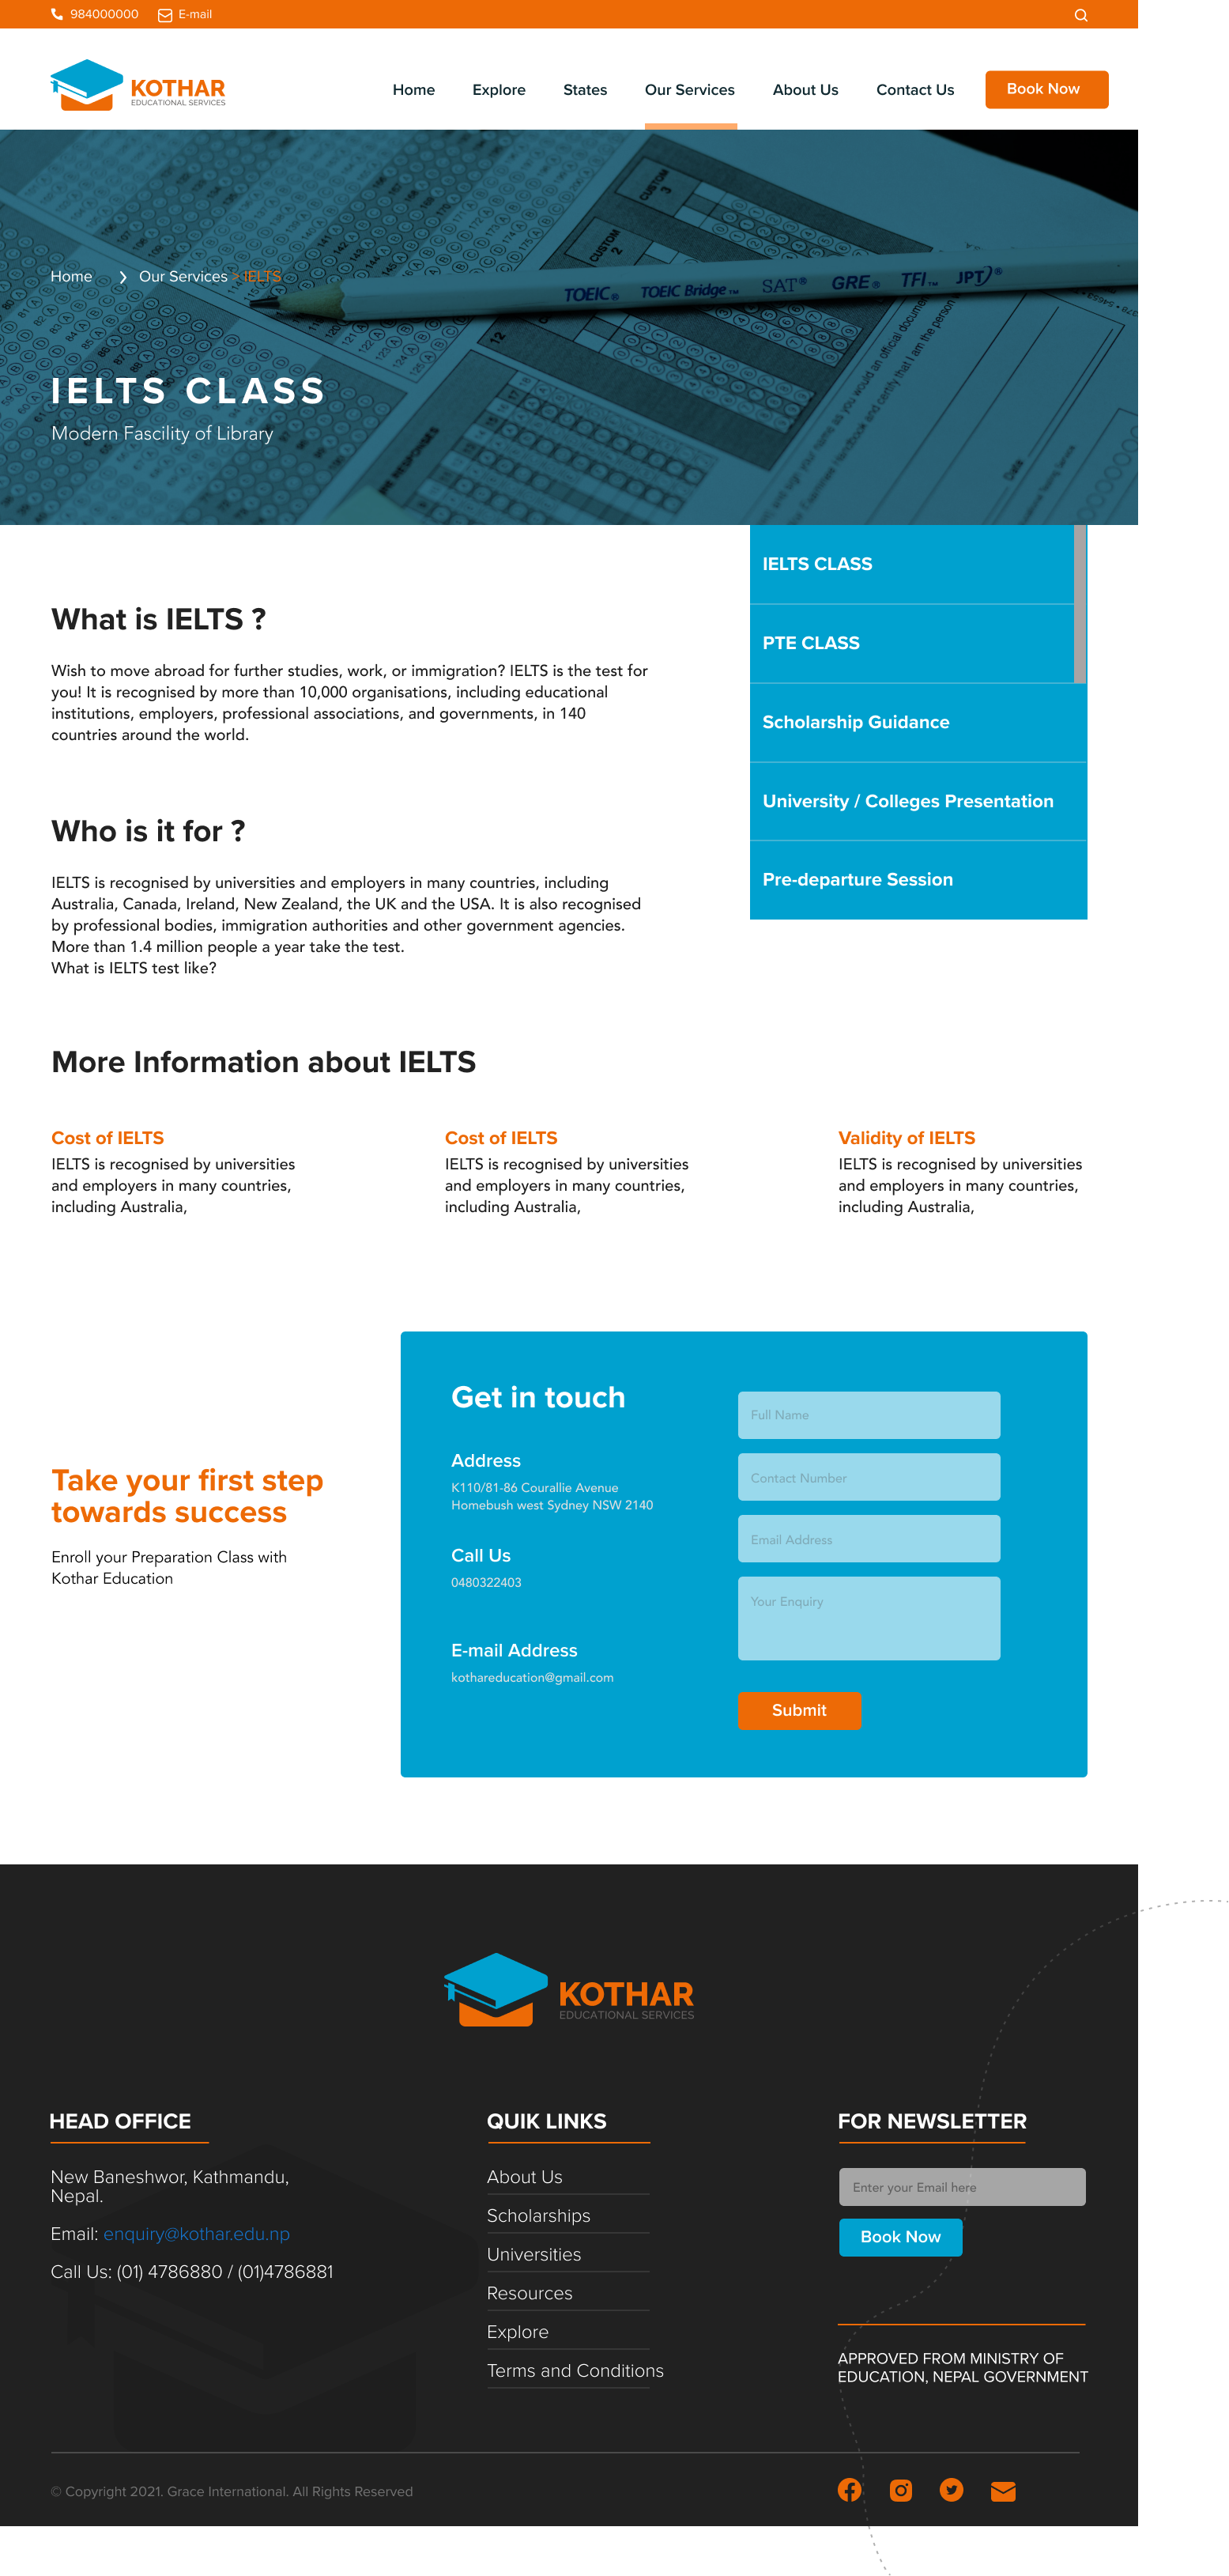 984000000 E-mail
KOTHAR
EDUCATIONAL SERVICES
Home Explore States Our Services About Us Contact Us Book Now
CUSTOM
3
CUSTOM
2
Home > Our Services > IELTS
TOEIC® TOEIC Bridge™ SAT® GRE® TFI™ JPT®
12
IELTS CLASS
Modern Fascility of Library
IELTS CLASS
PTE CLASS
Scholarship Guidance
University / Colleges Presentation
Pre-departure Session
What is IELTS ?
Wish to move abroad for further studies, work, or immigration? IELTS is the test for
you! It is recognised by more than 10,000 organisations, including educational
institutions, employers, professional associations, and governments, in 140
countries around the world.
Who is it for ?
IELTS is recognised by universities and employers in many countries, including
Australia, Canada, Ireland, New Zealand, the UK and the USA. It is also recognised
by professional bodies, immigration authorities and other government agencies.
More than 1.4 million people a year take the test.
What is IELTS test like?
More Information about IELTS
Cost of IELTS
IELTS is recognised by universities
and employers in many countries,
including Australia,
Cost of IELTS
IELTS is recognised by universities
and employers in many countries,
including Australia,
Validity of IELTS
IELTS is recognised by universities
and employers in many countries,
including Australia,
Take your first step
towards success
Enroll your Preparation Class with
Kothar Education
Get in touch
Address
K110/81-86 Courallie Avenue
Homebush west Sydney NSW 2140
Call Us
0480322403
E-mail Address
kothareducation@gmail.com
Full Name
Contact Number
Email Address
Your Enquiry
Submit
KOTHAR
EDUCATIONAL SERVICES
HEAD OFFICE
New Baneshwor, Kathmandu,
Nepal.
Email: enquiry@kothar.edu.np
Call Us: (01) 4786880 / (01)4786881
QUIK LINKS
About Us
Scholarships
Universities
Resources
Explore
Terms and Conditions
FOR NEWSLETTER
Enter your Email here
Book Now
APPROVED FROM MINISTRY OF
EDUCATION, NEPAL GOVERNMENT
© Copyright 2021. Grace International. All Rights Reserved